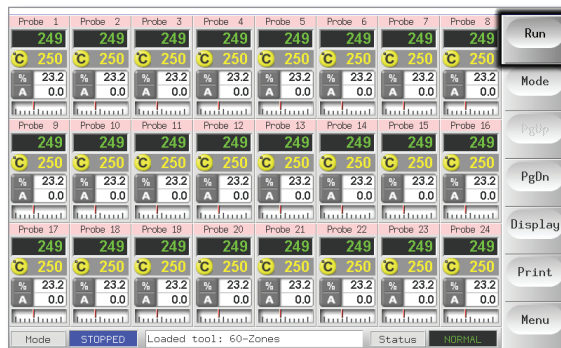 Probe 1 Probe 2 Probe 3 Probe 4 Probe 5 Probe 6 Probe 7 Probe 8 Run
249 249 249 249 249 249 249 249
°C 250 °C 250 °C 250 °C 250 °C 250 °C 250 °C 250 °C 250
% 23.2 % 23.2 % 23.2 % 23.2 % 23.2 % 23.2 % 23.2 % 23.2 Mode
A 0.0 A 0.0 A 0.0 A 0.0 A 0.0 A 0.0 A 0.0 A 0.0
Probe 9 Probe 10 Probe 11 Probe 12 Probe 13 Probe 14 Probe 15 Probe 16 PgUp
249 249 249 249 249 249 249 249
°C 250 °C 250 °C 250 °C 250 °C 250 °C 250 °C 250 °C 250 PgDn
% 23.2 % 23.2 % 23.2 % 23.2 % 23.2 % 23.2 % 23.2 % 23.2
A 0.0 A 0.0 A 0.0 A 0.0 A 0.0 A 0.0 A 0.0 A 0.0
Probe 17 Probe 18 Probe 19 Probe 20 Probe 21 Probe 22 Probe 23 Probe 24 Display
249 249 249 249 249 249 249 249
°C 250 °C 250 °C 250 °C 250 °C 250 °C 250 °C 250 °C 250 Print
% 23.2 % 23.2 % 23.2 % 23.2 % 23.2 % 23.2 % 23.2 % 23.2
A 0.0 A 0.0 A 0.0 A 0.0 A 0.0 A 0.0 A 0.0 A 0.0 Menu
Mode STOPPED Loaded tool: 60-Zones Status NORMAL